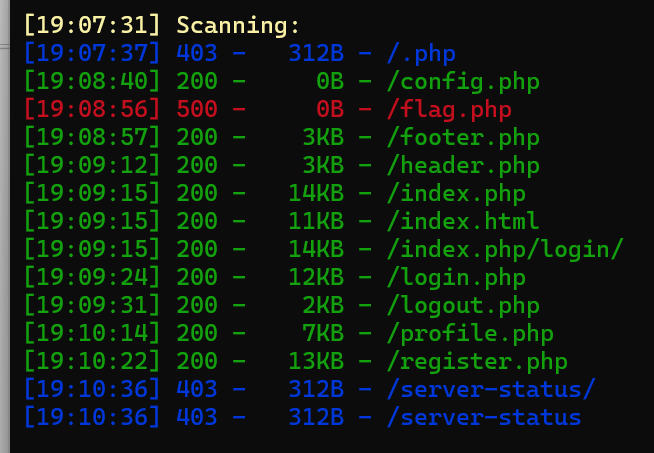 [19:07:31] Scanning:
[19:07:37] 403 -   312B - /.php
[19:08:40] 200 -     0B - /config.php
[19:08:56] 500 -     0B - /flag.php
[19:08:57] 200 -    3KB - /footer.php
[19:09:12] 200 -    3KB - /header.php
[19:09:15] 200 -   14KB - /index.php
[19:09:15] 200 -   11KB - /index.html
[19:09:15] 200 -   14KB - /index.php/login/
[19:09:24] 200 -   12KB - /login.php
[19:09:31] 200 -    2KB - /logout.php
[19:10:14] 200 -    7KB - /profile.php
[19:10:22] 200 -   13KB - /register.php
[19:10:36] 403 -   312B - /server-status/
[19:10:36] 403 -   312B - /server-status